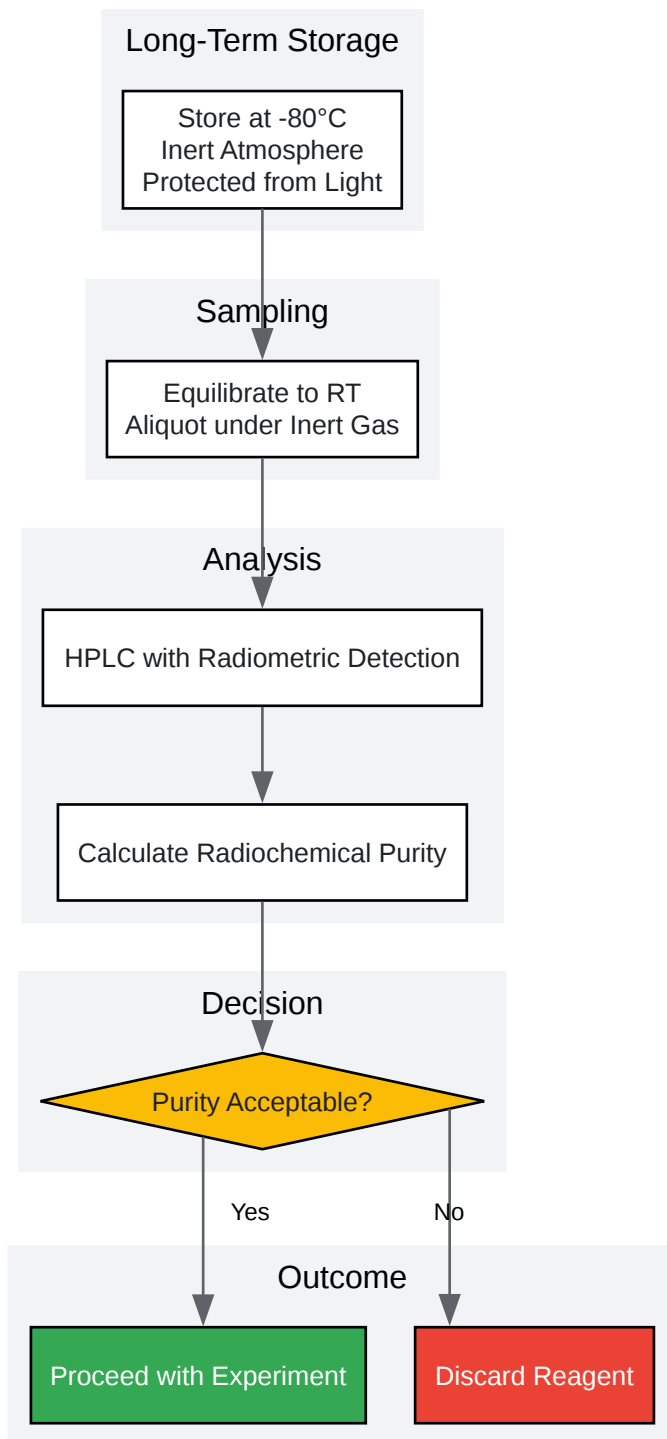 Long-Term Storage
Store at -80°C
Inert Atmosphere
Protected from Light
Sampling
Equilibrate to RT
Aliquot under Inert Gas
Analysis
HPLC with Radiometric Detection
Calculate Radiochemical Purity
Decision
Purity Acceptable?
Yes
No
Outcome
Proceed with Experiment
Discard Reagent